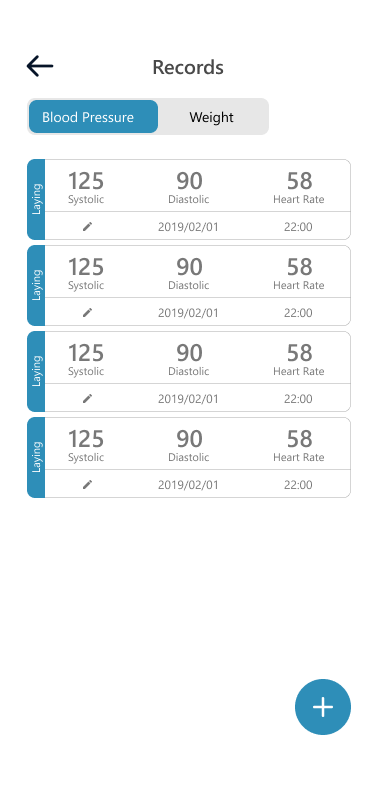 Records
Blood Pressure Weight
Laying
125 90 58
Systolic Diastolic Heart Rate
2019/02/01 22:00
Laying
125 90 58
Systolic Diastolic Heart Rate
2019/02/01 22:00
Laying
125 90 58
Systolic Diastolic Heart Rate
2019/02/01 22:00
Laying
125 90 58
Systolic Diastolic Heart Rate
2019/02/01 22:00